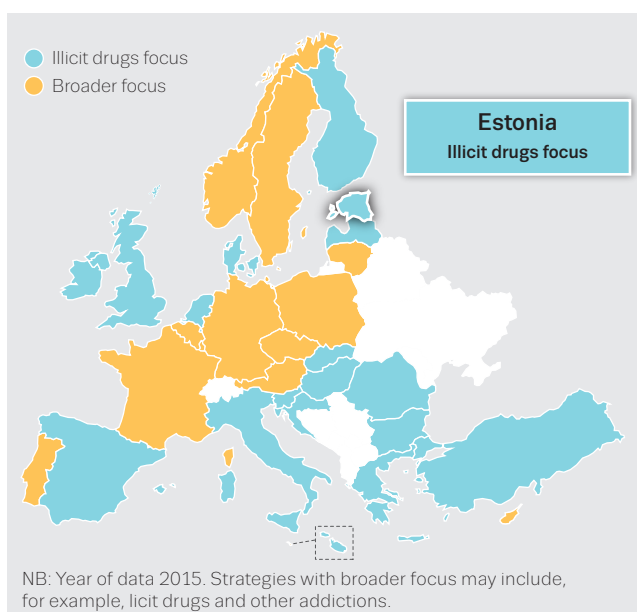 Illicit drugs focus
Broader focus
Estonia
Illicit drugs focus
NB: Year of data 2015. Strategies with broader focus may include,
for example, licit drugs and other addictions.